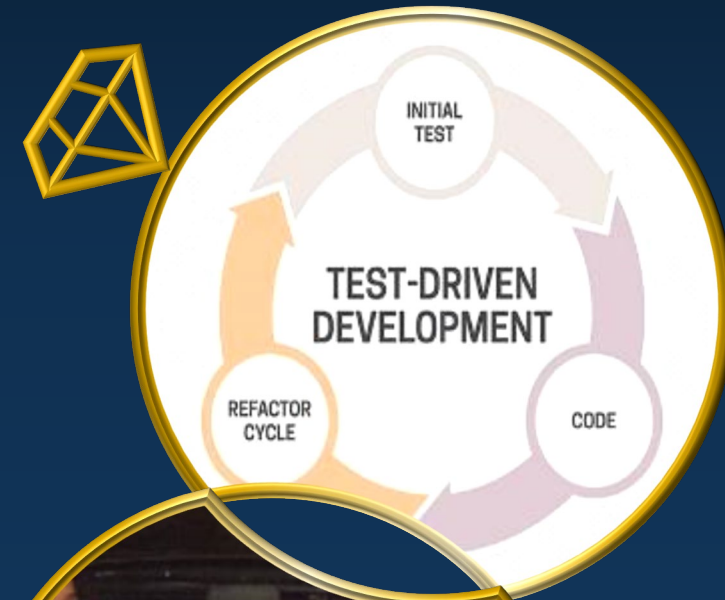 INITIAL
TEST
TEST-DRIVEN
DEVELOPMENT
REFACTOR
CYCLE
CODE